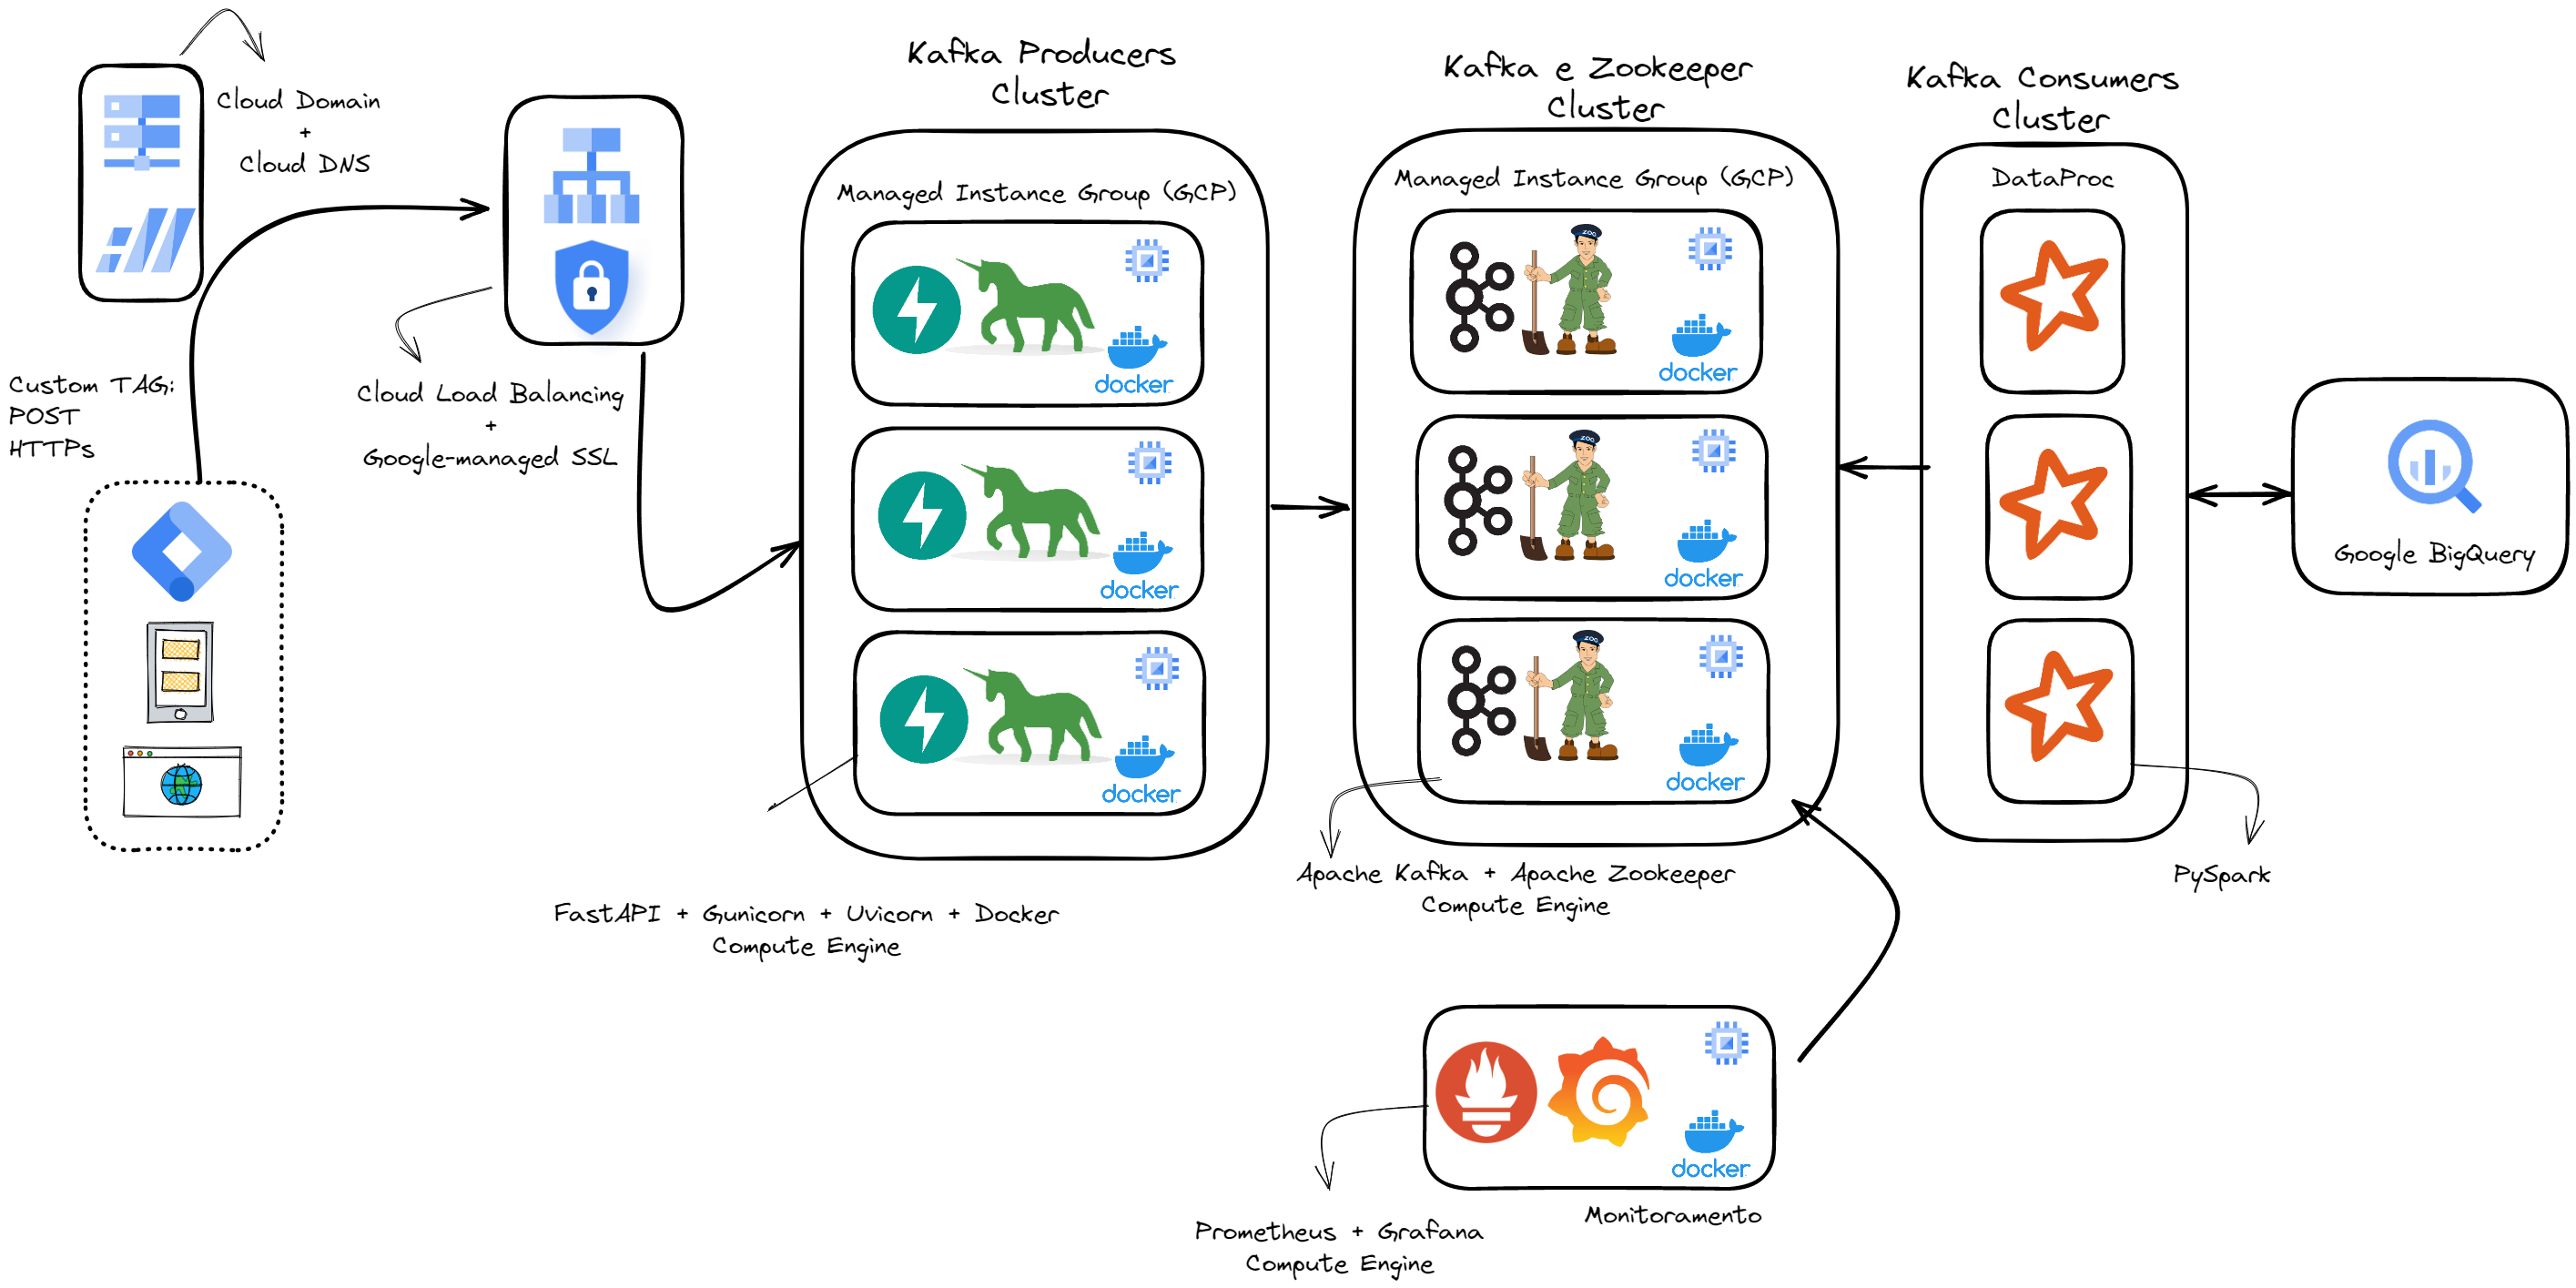 Cloud Domain
+
Cloud DNS
Custom TAG:
POST
HTTPs
Cloud Load Balancing
+
Google-managed SSL
Kafka Producers
Cluster
Managed Instance Group (GCP)
docker
docker
docker
FastAPI + Gunicorn + Uvicorn + Docker
Compute Engine
Kafka e Zookeeper
Cluster
Managed Instance Group (GCP)
ZOO
docker
ZOO
docker
ZOO
docker
Apache Kafka + Apache Zookeeper
Compute Engine
Kafka Consumers
Cluster
DataProc
PySpark
Google BigQuery
docker
Monitoramento
Prometheus + Grafana
Compute Engine